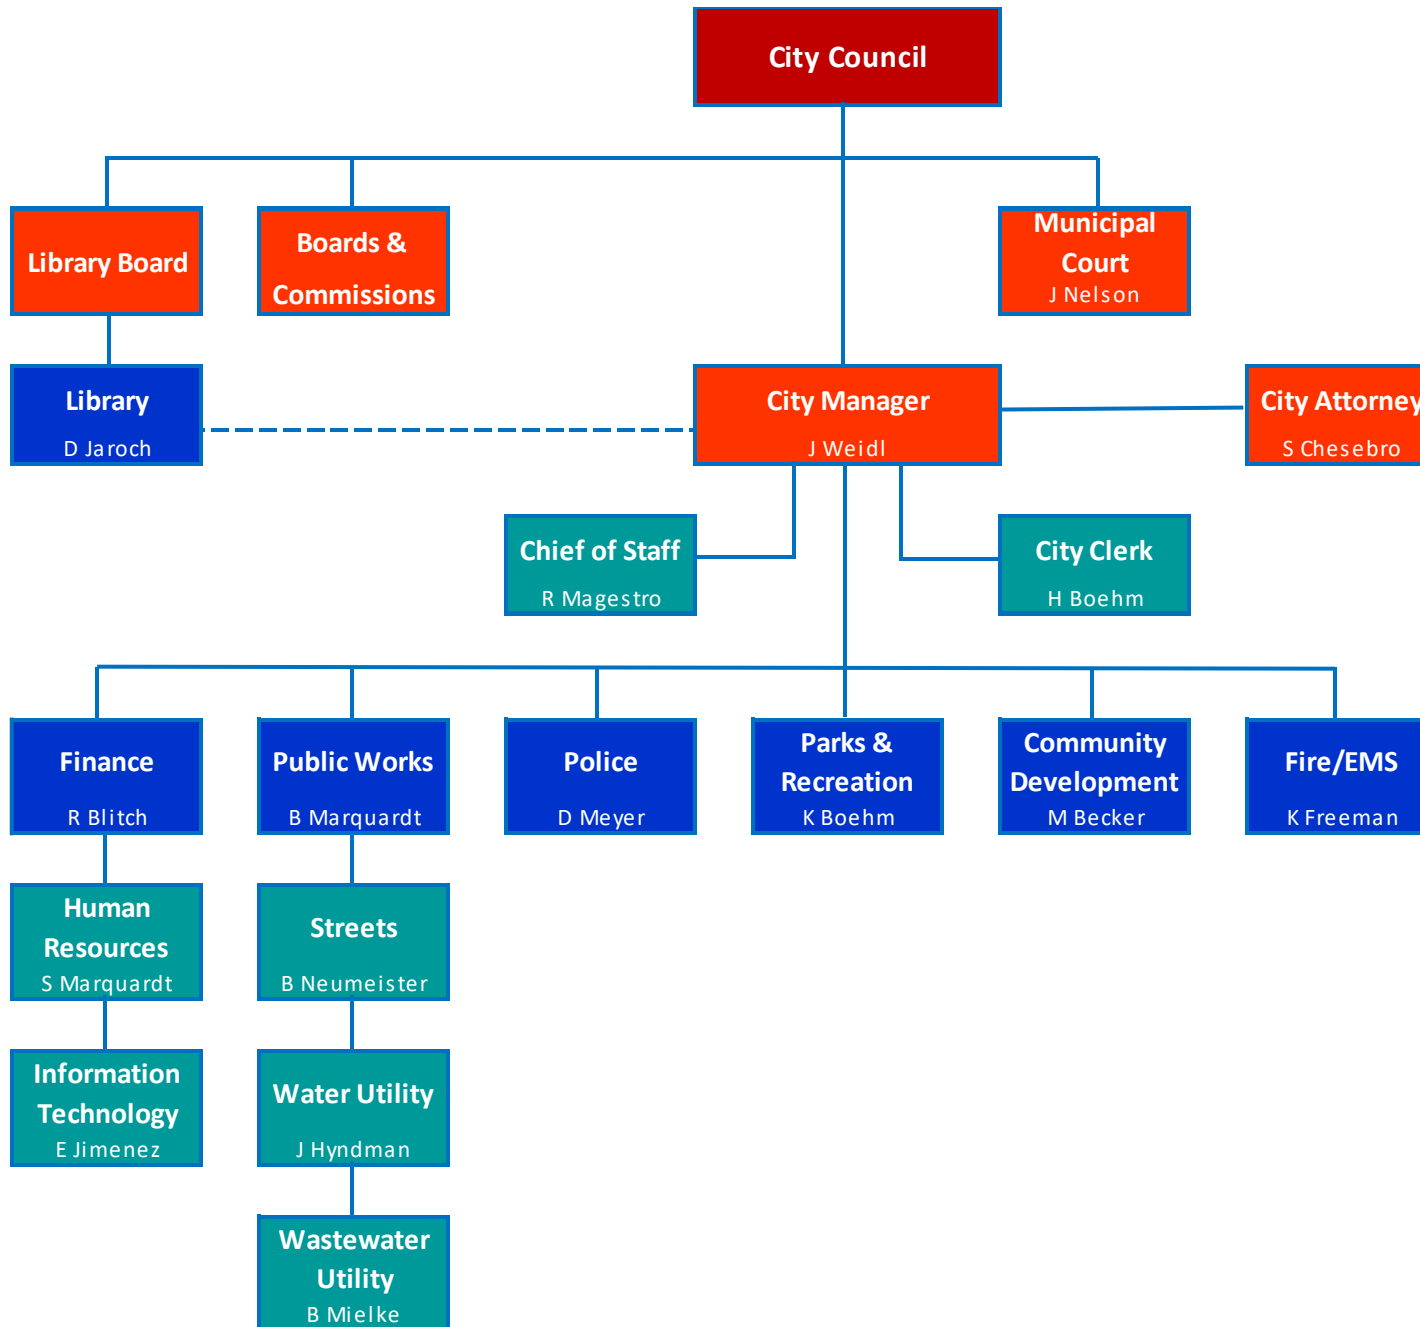 City Council
Library Board
Boards &
Commissions
Municipal
Court
J Nelson
Library
D Jaroch
City Manager
J Weidl
City Attorney
S Chesebro
Chief of Staff
R Magestro
City Clerk
H Boehm
Finance
R Blitch
Public Works
B Marquardt
Police
D Meyer
Parks &
Recreation
K Boehm
Community
Development
M Becker
Fire/EMS
K Freeman
Human
Resources
S Marquardt
Streets
B Neumeister
Information
Technology
E Jimenez
Water Utility
J Hyndman
Wastewater
Utility
B Mielke